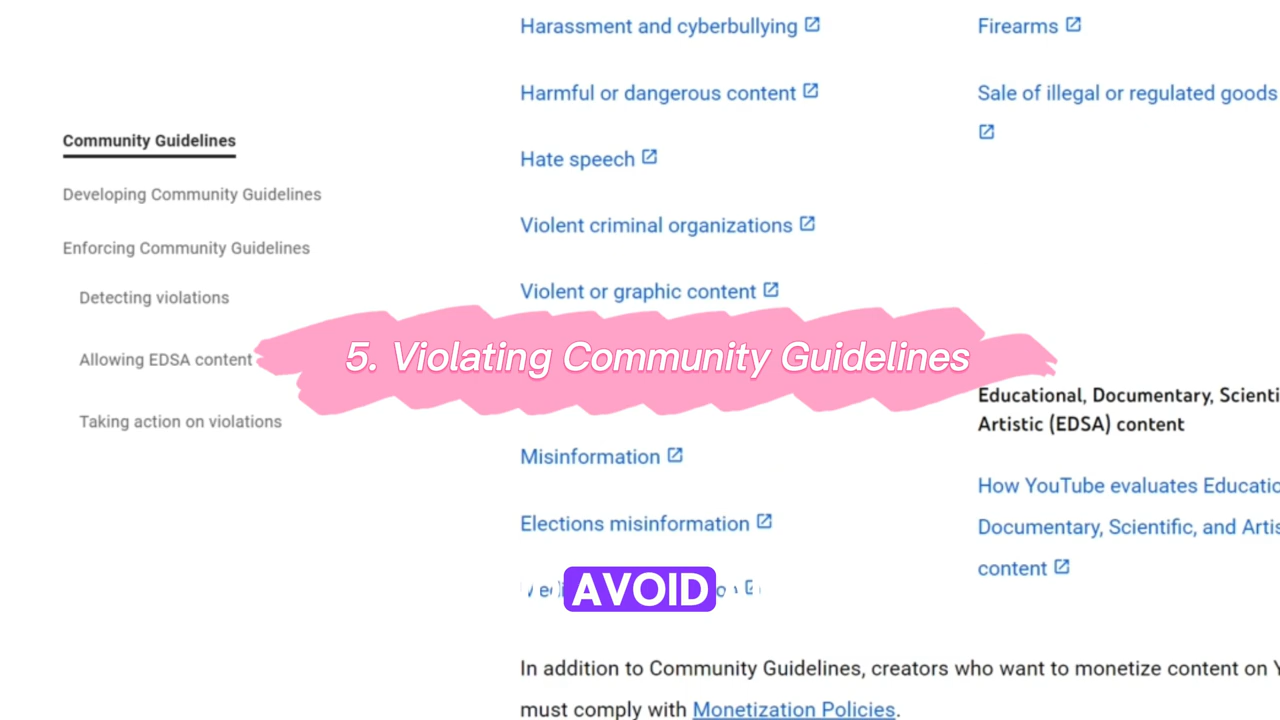 Community Guidelines
Developing Community Guidelines
Enforcing Community Guidelines
Detecting violations
Allowing EDSA content
Taking action on violations
Harassment and cyberbullying
Harmful or dangerous content
Hate speech
Violent criminal organizations
Violent or graphic content
5. Violating Community Guidelines
Misinformation
Elections misinformation
AVOID
Firearms
Sale of illegal or regulated goods
Educational, Documentary, Scienti
Artistic (EDSA) content
How YouTube evaluates Educatio
Documentary, Scientific, and Artis
content
In addition to Community Guidelines, creators who want to monetize content on Y
must comply with Monetization Policies.